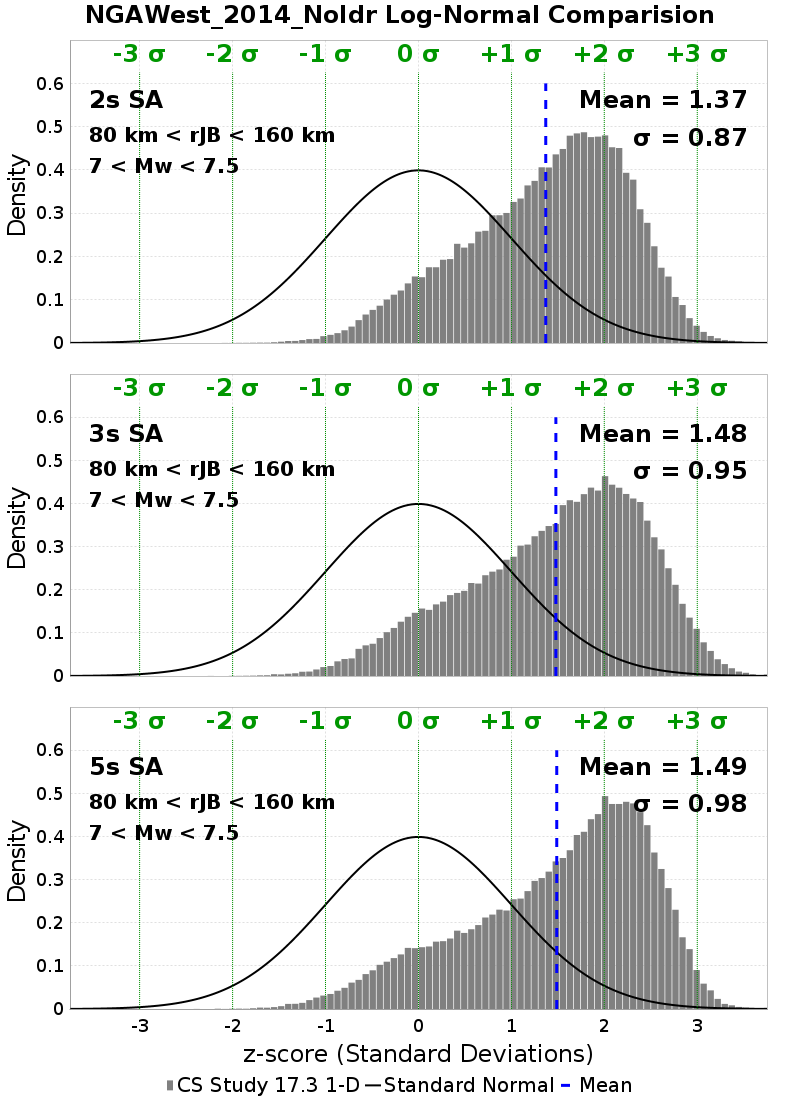 NGAWest_2014_NoIdr Log-Normal Comparision
-3 σ -2 σ -1 σ 0 σ +1 σ +2 σ +3 σ
0.6
2s SA Mean = 1.37
0.5
80 km < rJB < 160 km σ = 0.87
7 < Mw < 7.5
0.4
0.3
0.2
0.1
0
Density
-3 σ -2 σ -1 σ 0 σ +1 σ +2 σ +3 σ
0.6
3s SA Mean = 1.48
0.5
80 km < rJB < 160 km σ = 0.95
7 < Mw < 7.5
0.4
0.3
0.2
0.1
0
Density
-3 σ -2 σ -1 σ 0 σ +1 σ +2 σ +3 σ
0.6
5s SA Mean = 1.49
0.5
80 km < rJB < 160 km σ = 0.98
7 < Mw < 7.5
0.4
0.3
0.2
0.1
0
Density
-3 -2 -1 0 1 2 3
z-score (Standard Deviations)
CS Study 17.3 1-D Standard Normal Mean